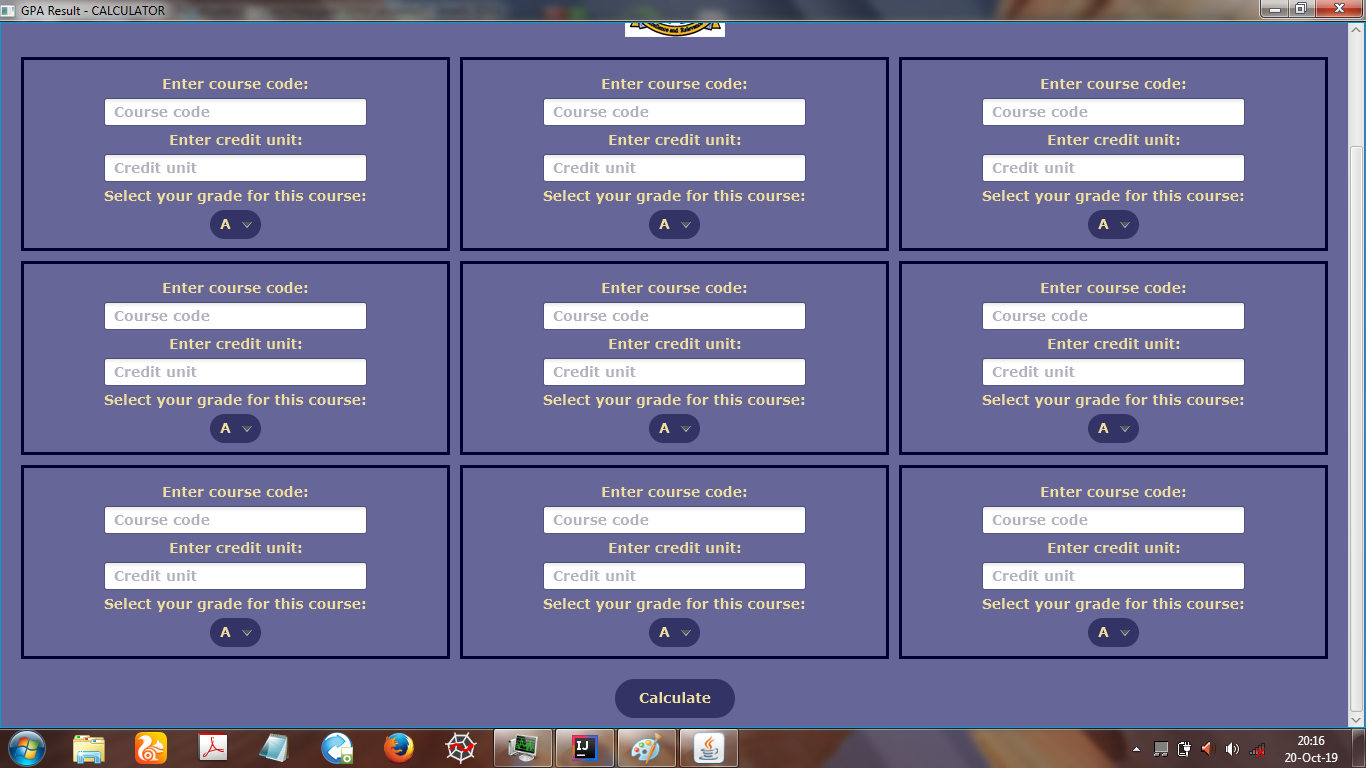 GPA Result - CALCULATOR
Enter course code:
Course code
Enter credit unit:
Credit unit
Select your grade for this course:
A
Enter course code:
Course code
Enter credit unit:
Credit unit
Select your grade for this course:
A
Enter course code:
Course code
Enter credit unit:
Credit unit
Select your grade for this course:
A
Enter course code:
Course code
Enter credit unit:
Credit unit
Select your grade for this course:
A
Enter course code:
Course code
Enter credit unit:
Credit unit
Select your grade for this course:
A
Enter course code:
Course code
Enter credit unit:
Credit unit
Select your grade for this course:
A
Enter course code:
Course code
Enter credit unit:
Credit unit
Select your grade for this course:
A
Enter course code:
Course code
Enter credit unit:
Credit unit
Select your grade for this course:
A
Enter course code:
Course code
Enter credit unit:
Credit unit
Select your grade for this course:
A
Calculate
IJ
20:16
20-Oct-19